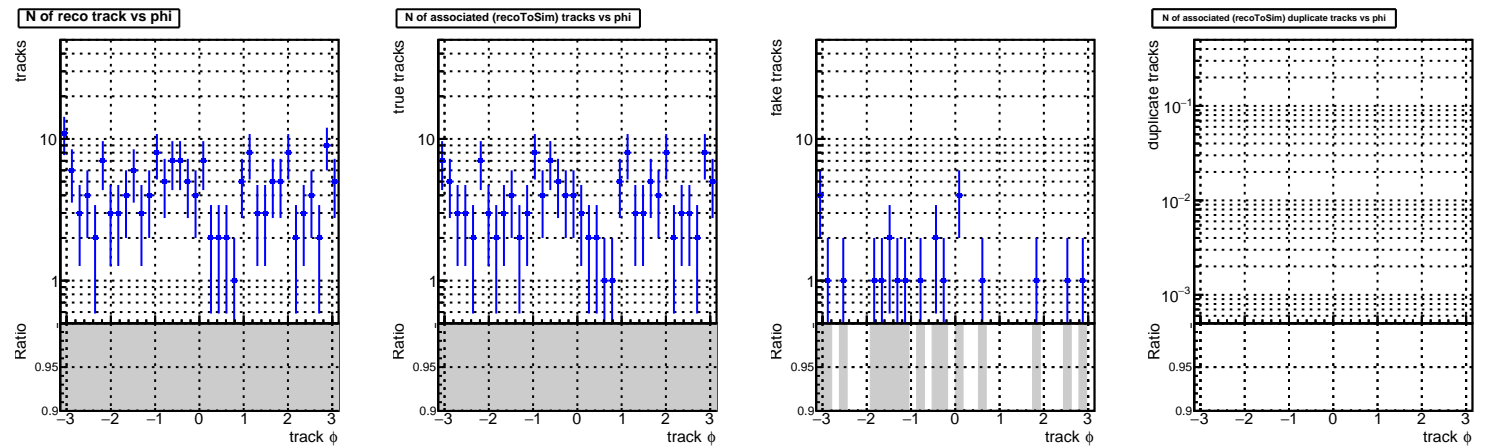 N of reco track vs phi
tracks
10
1
Ratio
0.95
0.9
−3 −2 −1 0 1 2 3
track ϕ
N of associated (recoToSim) tracks vs phi
true tracks
10
1
Ratio
0.95
0.9
−3 −2 −1 0 1 2 3
track ϕ
fake tracks
10
1
Ratio
0.95
0.9
−3 −2 −1 0 1 2 3
track ϕ
N of associated (recoToSim) duplicate tracks vs phi
duplicate tracks
10⁻¹
10⁻²
10⁻³
Ratio
0.95
0.9
−3 −2 −1 0 1 2 3
track ϕ